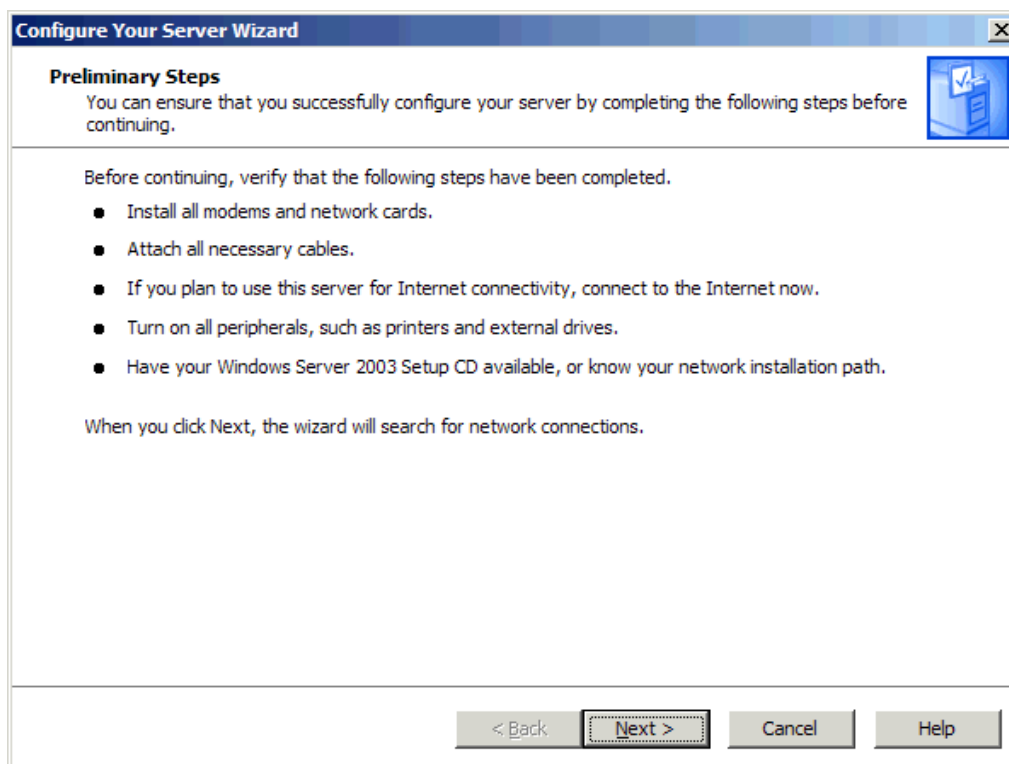 Configure Your Server Wizard
Preliminary Steps
You can ensure that you successfully configure your server by completing the following steps before
continuing.
Before continuing, verify that the following steps have been completed.
Install all modems and network cards.
Attach all necessary cables.
If you plan to use this server for Internet connectivity, connect to the Internet now.
Turn on all peripherals, such as printers and external drives.
Have your Windows Server 2003 Setup CD available, or know your network installation path.
When you click Next, the wizard will search for network connections.
< Back Next > Cancel Help